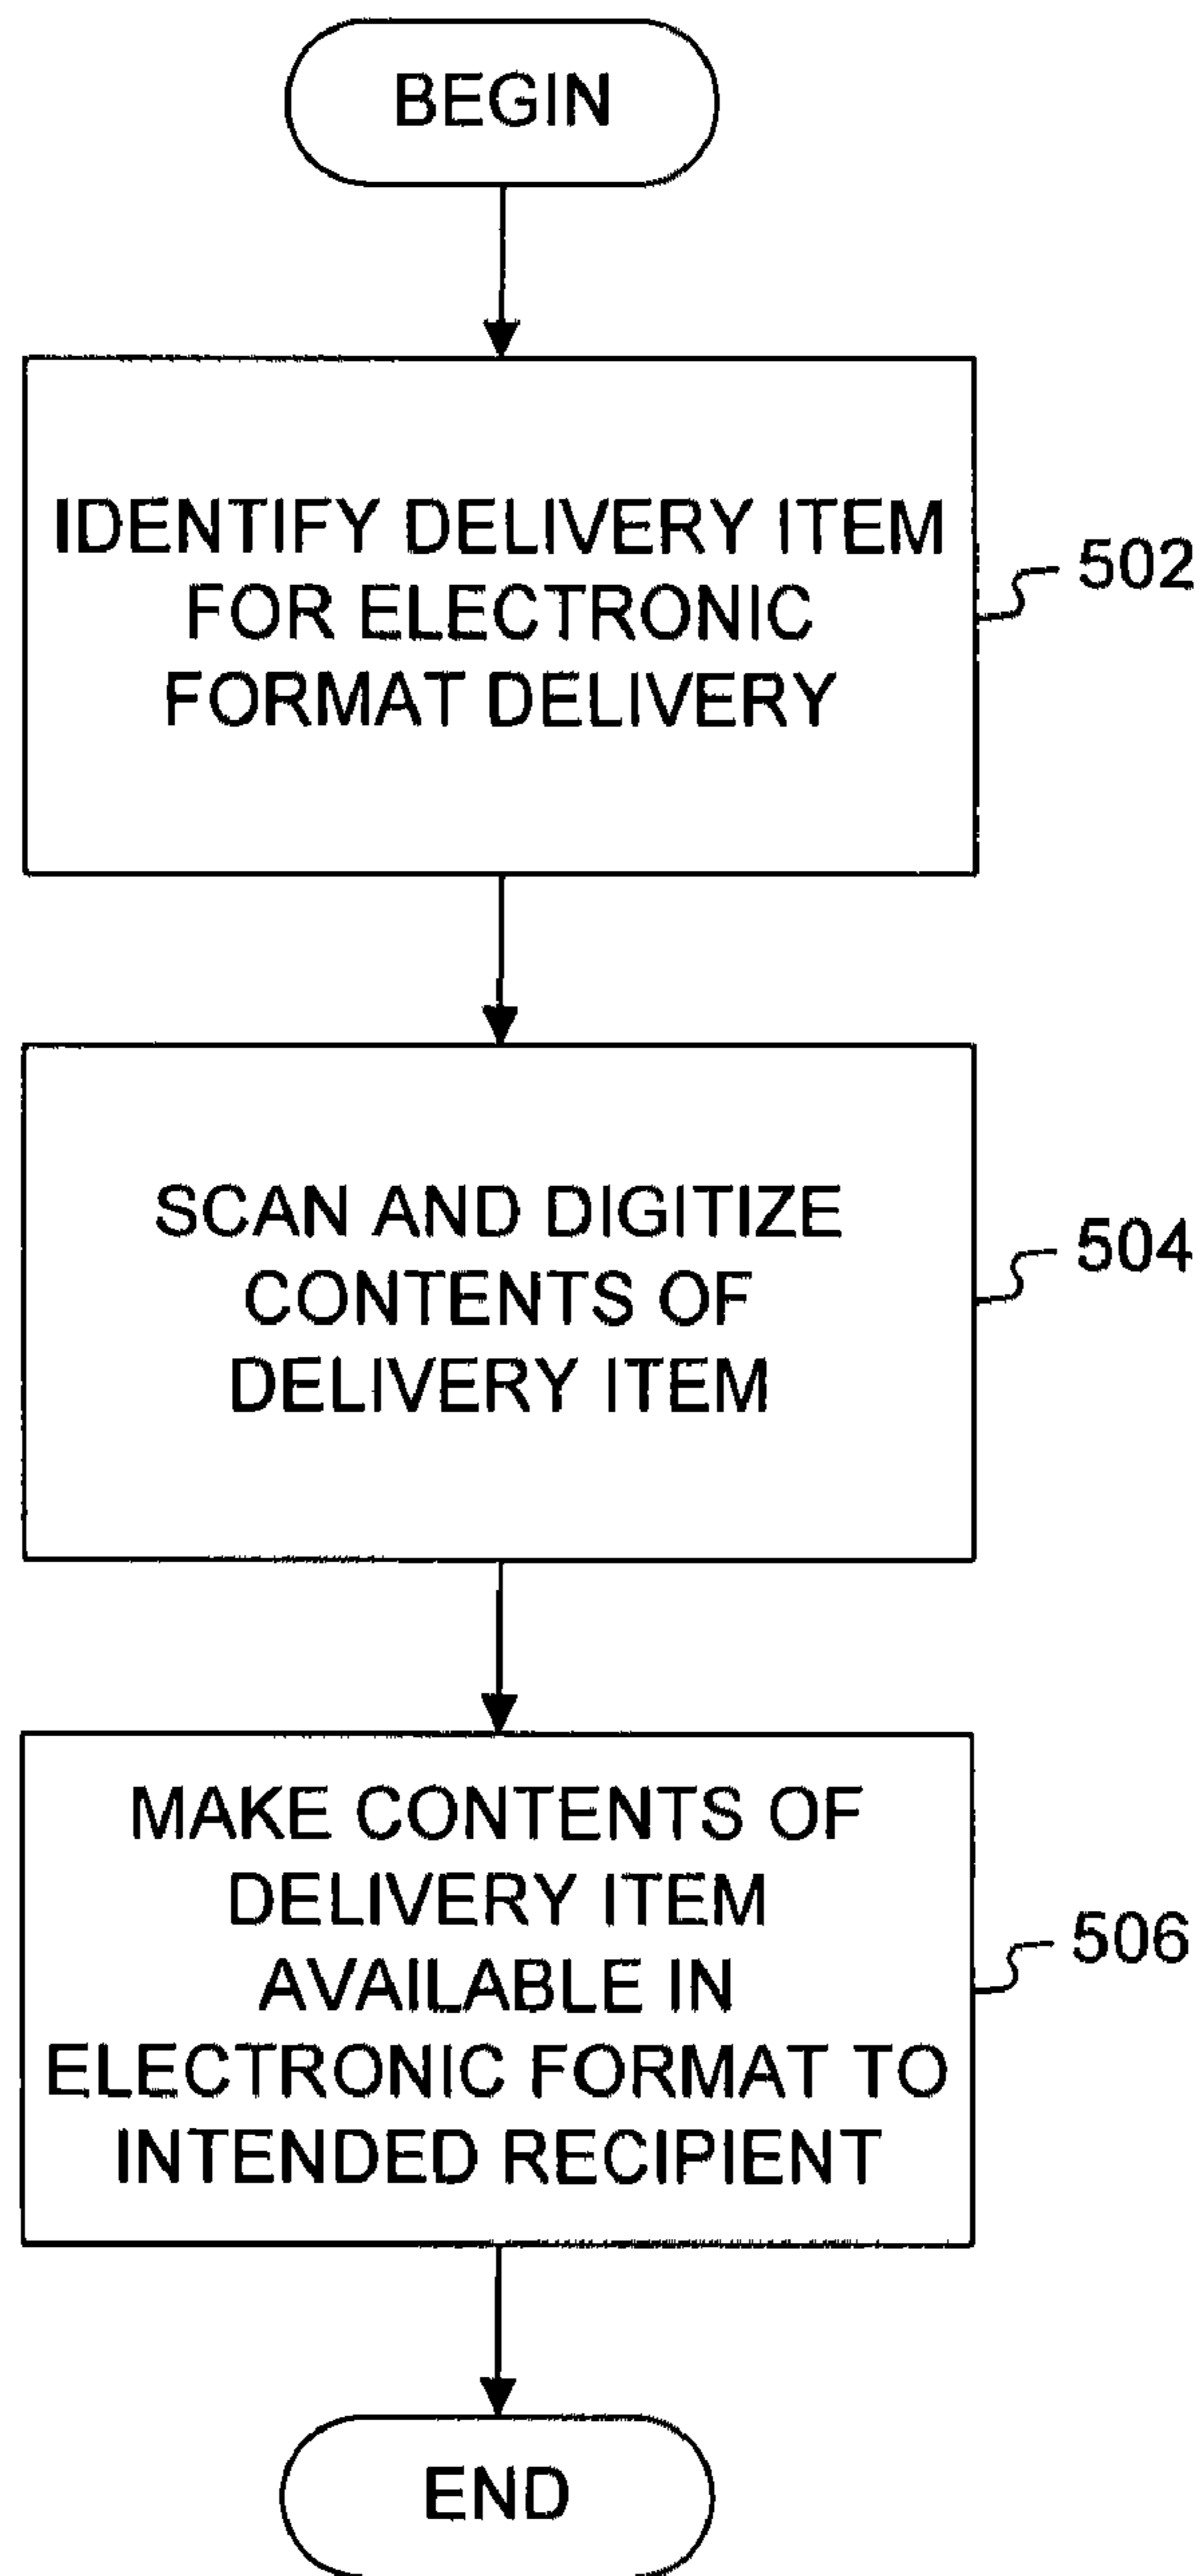 BEGIN
IDENTIFY DELIVERY ITEM
FOR ELECTRONIC
FORMAT DELIVERY
502
SCAN AND DIGITIZE
CONTENTS OF
DELIVERY ITEM
504
MAKE CONTENTS OF
DELIVERY ITEM
AVAILABLE IN
ELECTRONIC FORMAT TO
INTENDED RECIPIENT
506
END